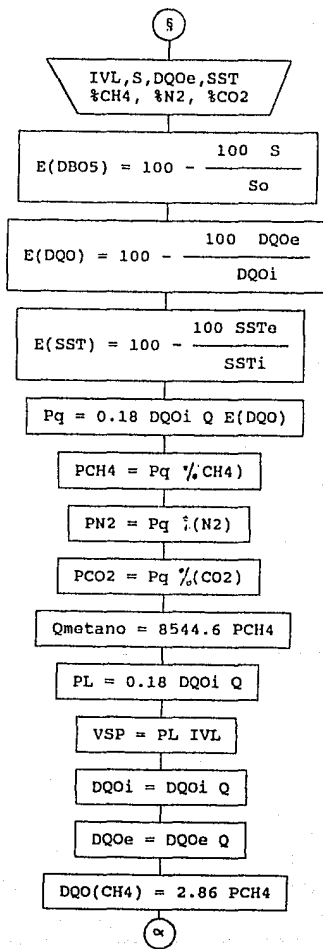 §
IVL,S,DQOe,SST
%CH4, %N2, %CO2
E(DBO5) = 100 - 100 S / So
E(DQO) = 100 - 100 DQOe / DQOi
E(SST) = 100 - 100 SSTe / SSTi
Pq = 0.18 DQOi Q E(DQO)
PCH4 = Pq % CH4)
PN2 = Pq %(N2)
PCO2 = Pq %(CO2)
Qmetano = 8544.6 PCH4
PL = 0.18 DQOi Q
VSP = PL IVL
DQOi = DQOi Q
DQOe = DQOe Q
DQO(CH4) = 2.86 PCH4
α